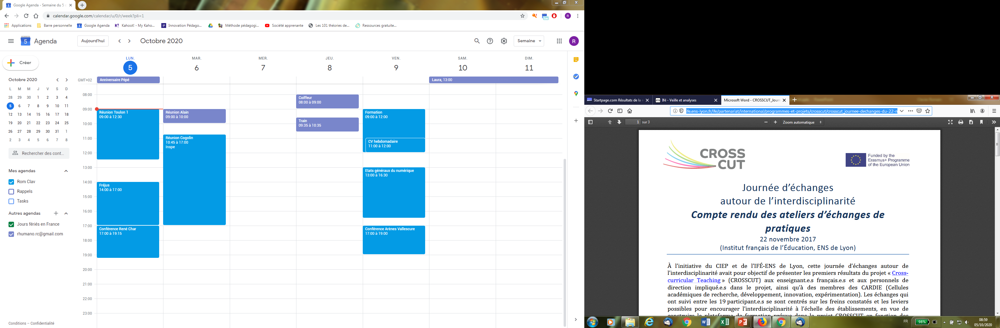 Google Agenda - Semaine du 5
calendar.google.com/calendar/u/0/r/week?pli=1
Applications Barre personnelle Google Agenda K! Kahoot! - My Kaho... IP Innovation Pédago... Méthode pédagogi... Société apprenante Les 101 théories de... Ressources gratuite...
5 Agenda Aujourd'hui Octobre 2020 Semaine R
Créer
Octobre 2020
L M M J V S D
28 29 30 1 2 3 4
5 6 7 8 9 10 11
12 13 14 15 16 17 18
19 20 21 22 23 24 25
26 27 28 29 30 31 1
2 3 4 5 6 7 8
Rechercher des cont...
Mes agendas
Rom Clav
Rappels
Tasks
Autres agendas
Jours fériés en France
rhumano.rc@gmail.com
Conditions – Confidentialité
LUN. MAR. MER. JEU. VEN. SAM. DIM.
5 6 7 8 9 10 11
GMT+02
Anniversaire Pépé
Laura, 13:00
08:00
09:00
10:00
11:00
12:00
13:00
14:00
15:00
16:00
17:00
18:00
19:00
20:00
21:00
22:00
23:00
Réunion Toulon 1
09:00 à 12:30
Fréjus
14:00 à 17:00
Conférence René Char
17:00 à 19:15
Réunion Alain
09:00 à 10:00
Réunion Cogolin
10:45 à 17:00
Inspe
Coiffeur
08:00 à 09:00
Train
09:35 à 10:35
Formation
09:00 à 12:00
CV hebdomadaire
11:00 à 12:00
Etats généraux du numérique
13:00 à 16:30
Conférence Arènes Vallescure
17:00 à 19:00
Startpage.com Résultats de la Ifé - Veille et analyses Microsoft Word - CROSSCUT_Journ
ife.ens-lyon.fr/ife/partenariat/international/programmes-et-projets/crosscut/crosscut_journee-dechanges-du-22-n
1 sur 3 Zoom automatique
CROSS
CUT
Funded by the
Erasmus+ Programme
of the European Union
Journée d'échanges
autour de l'interdisciplinarité
Compte rendu des ateliers d'échanges de
pratiques
22 novembre 2017
(Institut français de l'Éducation, ENS de Lyon)
À l'initiative du CIEP et de l'IFÉ-ENS de Lyon, cette journée d'échanges autour de
l'interdisciplinarité avait pour objectif de présenter les premiers résultats du projet « Cross-
curricular Teaching » (CROSSCUT) aux enseignant.e.s français.e.s et aux personnels de
direction impliqué.e.s dans le projet, ainsi qu'à des membres des CARDIE (Cellules
académiques de recherche, développement, innovation, expérimentation). Les échanges qui
ont suivi entre les 19 participant.e.s se sont centrés sur les freins constatés et les leviers
possibles pour encourager l'interdisciplinarité à l'échelle des établissements, en vue de
construire la plateforme de formation prévue dans le projet CROSSCUT en fonction des
FR 98% 08:59
05/10/2020